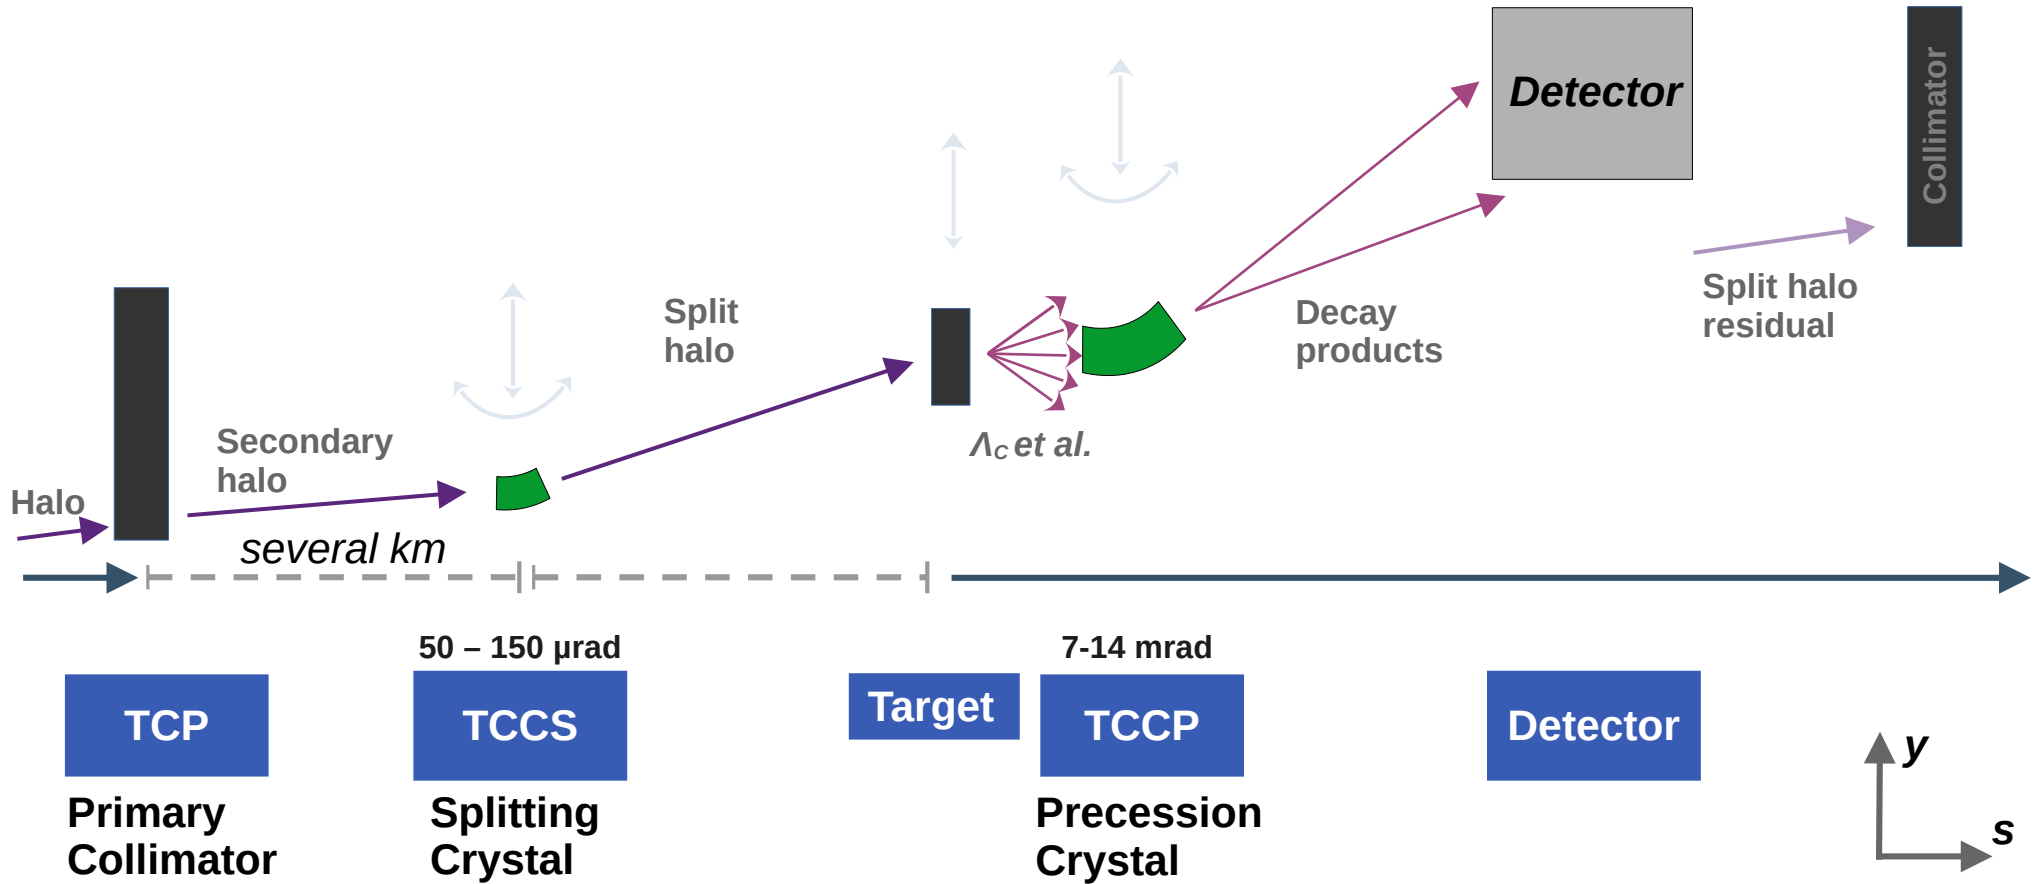 Detector
Collimator
Split halo
residual
Split
halo
Decay
products
Secondary
halo
Λc et al.
Halo
several km
50 – 150 µrad
7-14 mrad
TCP
TCCS
Target
TCCP
Detector
Primary
Collimator
Splitting
Crystal
Precession
Crystal
y
s